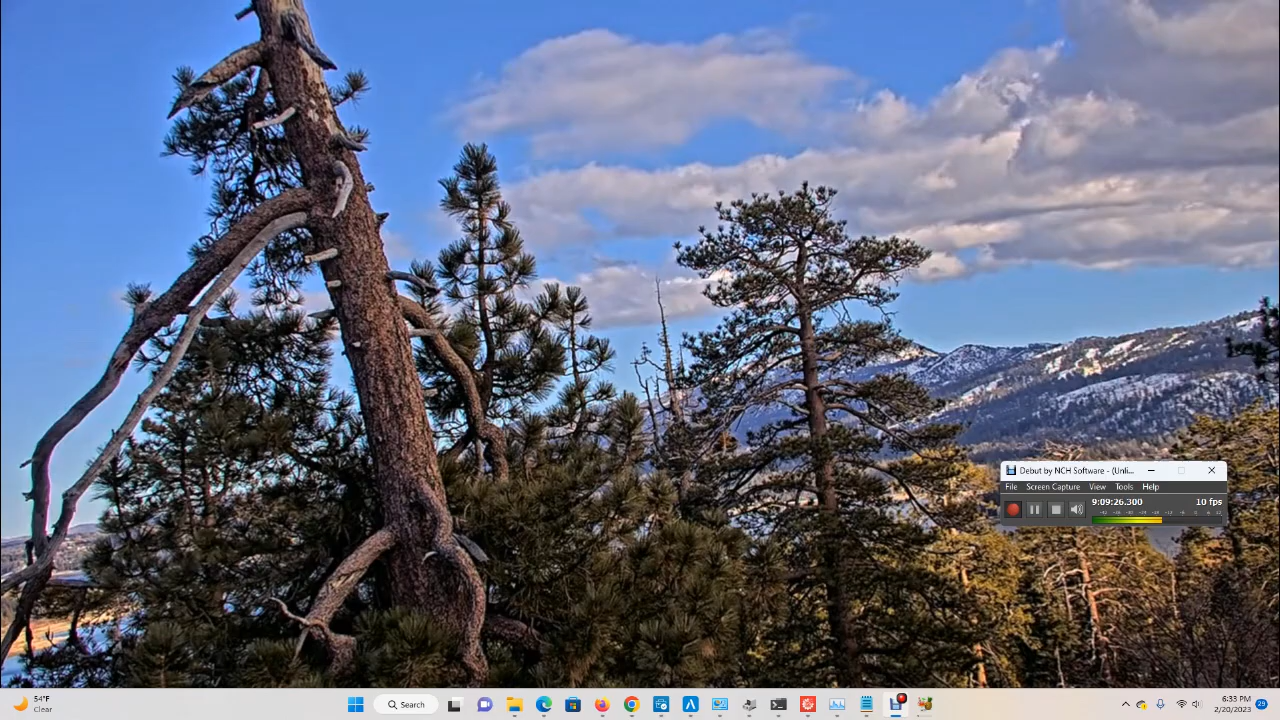 Debut by NCH Software - (Unli...
File Screen Capture View Tools Help
9:09:26.300 10 fps
54°F
Clear
Search
6:33 PM
2/20/2023
29